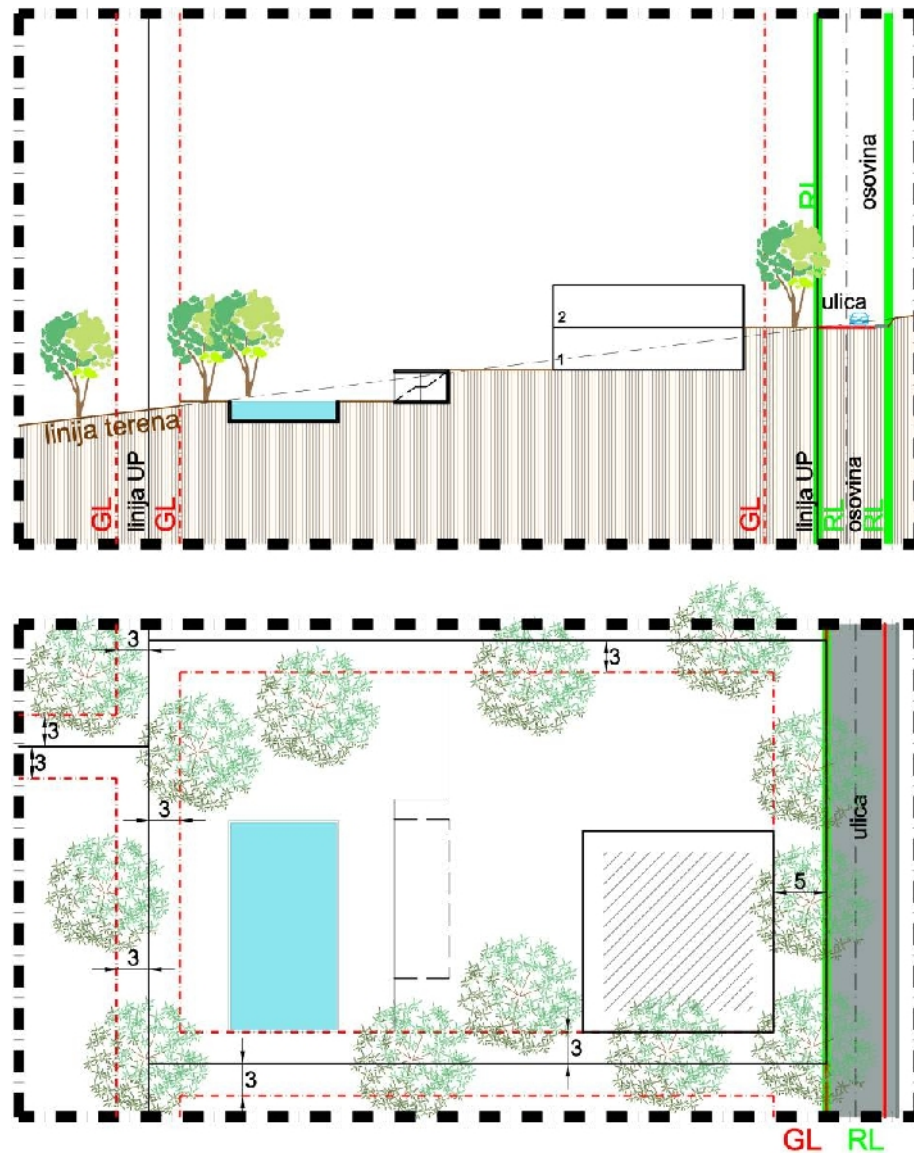 RL
osovina
ulica
2
1
linija terena
GL
linija UP
GL
GL
linija UP
RL
osovina
RL
3
3
3
3
3
ulica
5
3
3
3
GL RL